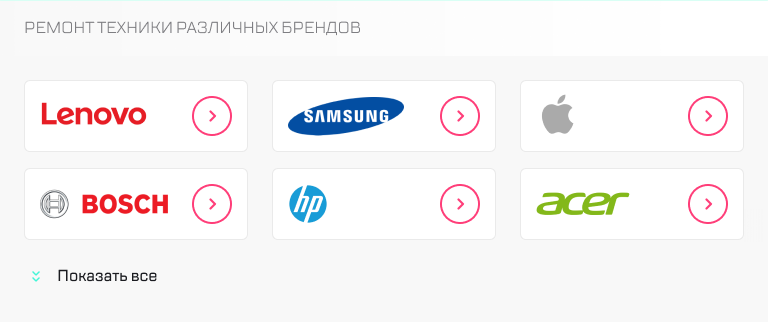 РЕМОНТ ТЕХНИКИ РАЗЛИЧНЫХ БРЕНДОВ
Lenovo
SAMSUNG
BOSCH
hp
acer
Показать все